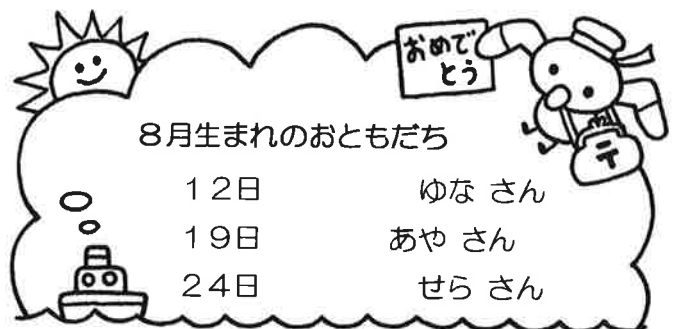 おめで
とう
8月生まれのおともだち
〒
12日 ゆな さん
19日 あや さん
24日 せら さん